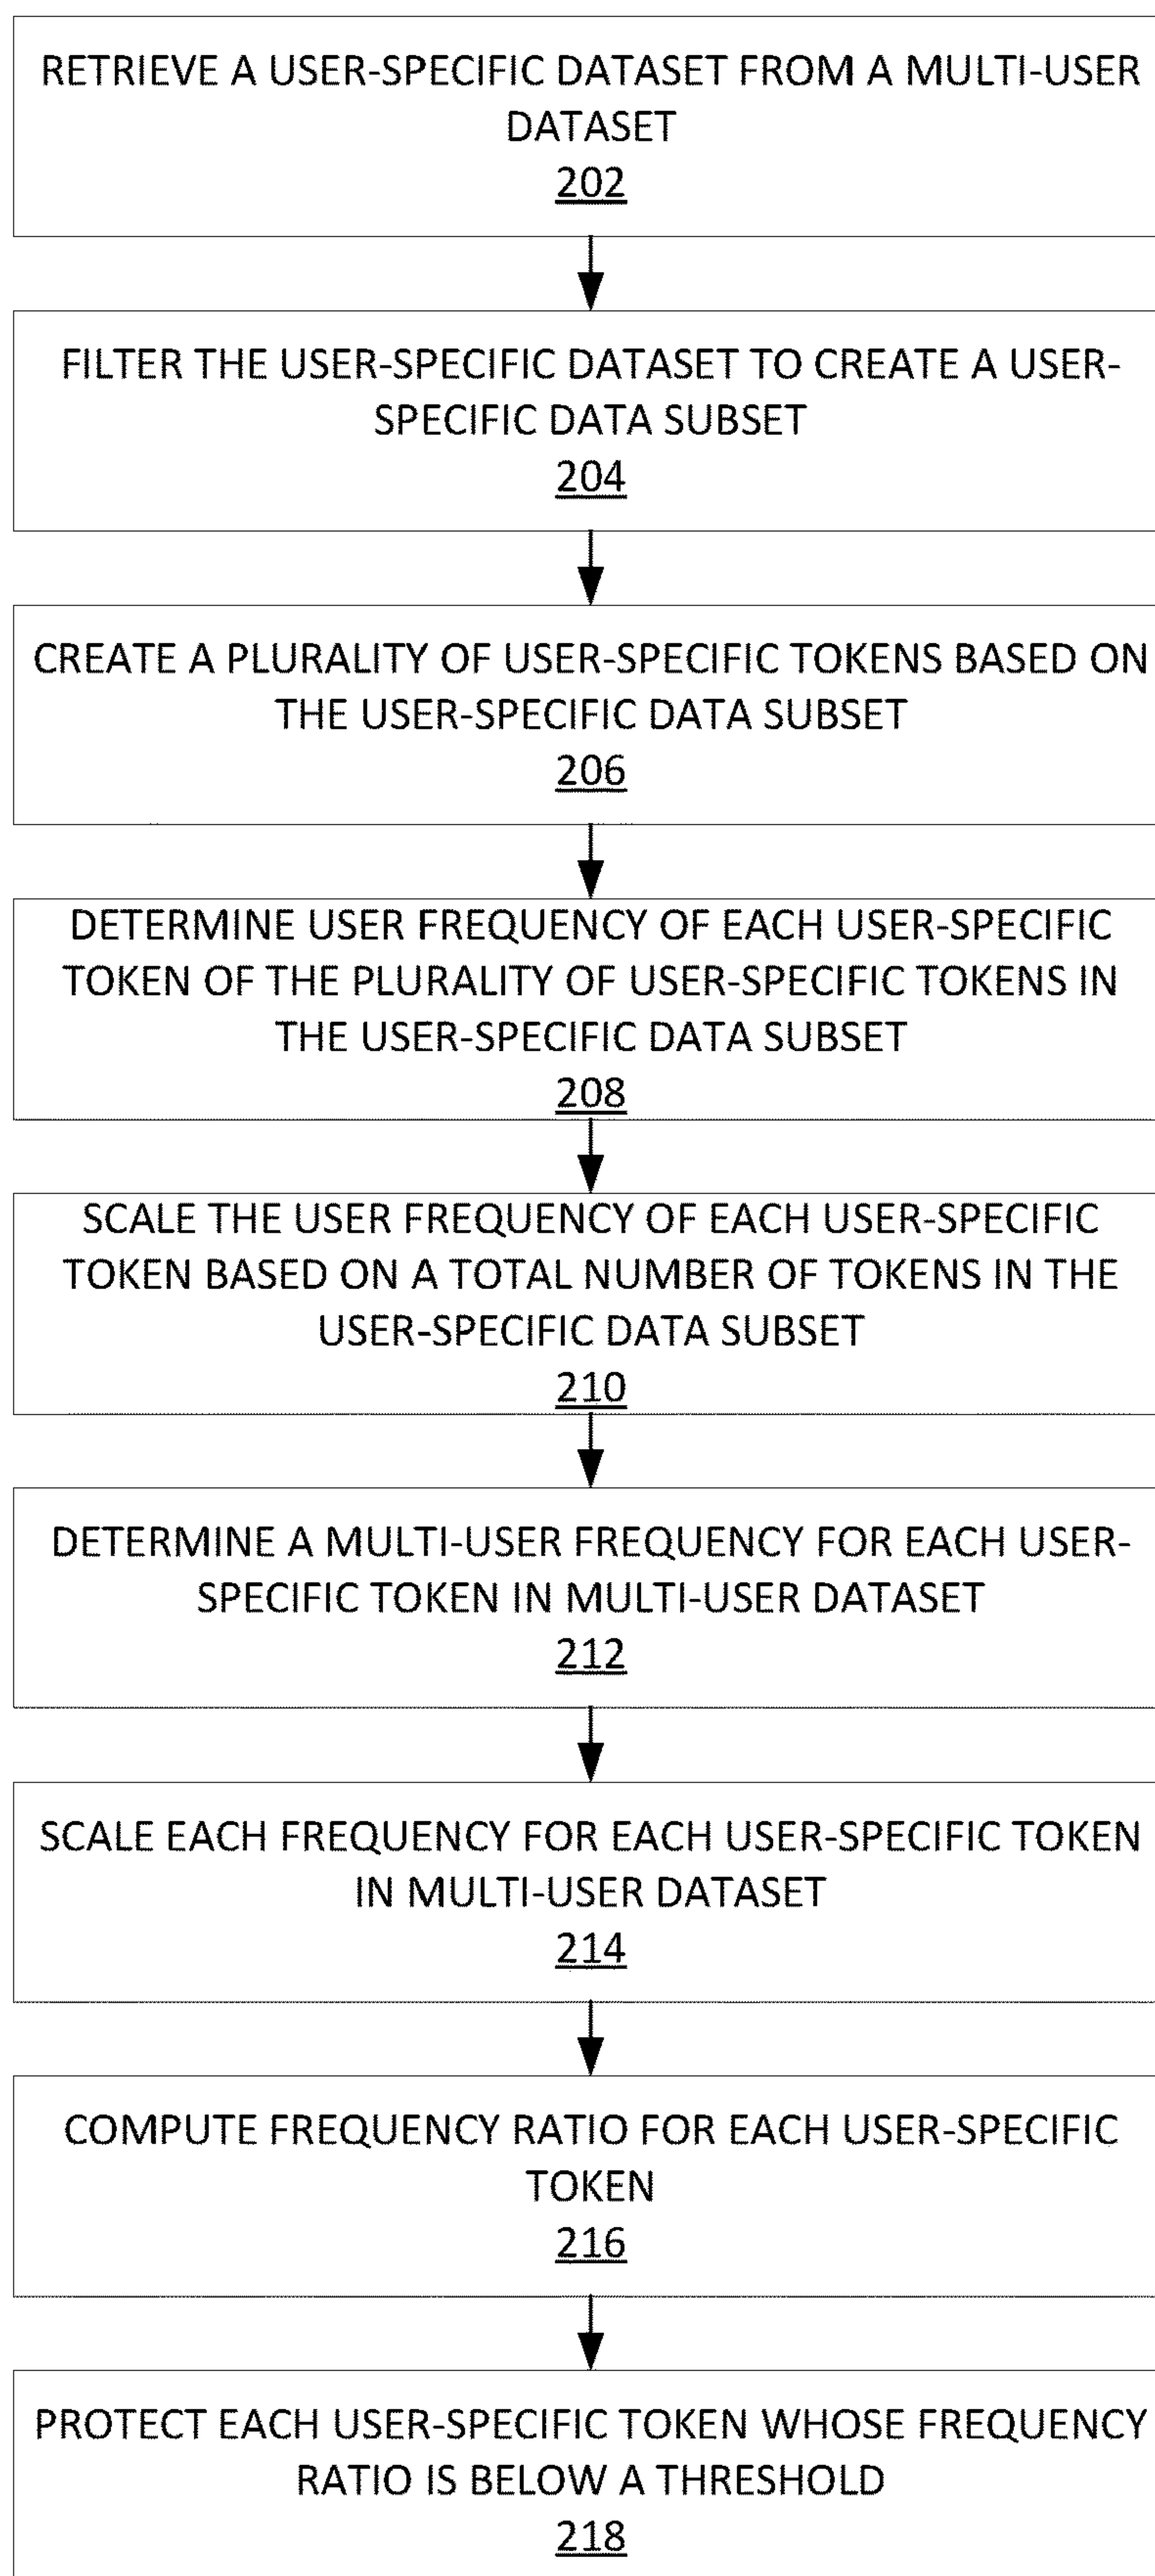 RETRIEVE A USER-SPECIFIC DATASET FROM A MULTI-USER
DATASET
202
FILTER THE USER-SPECIFIC DATASET TO CREATE A USER-
SPECIFIC DATA SUBSET
204
CREATE A PLURALITY OF USER-SPECIFIC TOKENS BASED ON
THE USER-SPECIFIC DATA SUBSET
206
DETERMINE USER FREQUENCY OF EACH USER-SPECIFIC
TOKEN OF THE PLURALITY OF USER-SPECIFIC TOKENS IN
THE USER-SPECIFIC DATA SUBSET
208
SCALE THE USER FREQUENCY OF EACH USER-SPECIFIC
TOKEN BASED ON A TOTAL NUMBER OF TOKENS IN THE
USER-SPECIFIC DATA SUBSET
210
DETERMINE A MULTI-USER FREQUENCY FOR EACH USER-
SPECIFIC TOKEN IN MULTI-USER DATASET
212
SCALE EACH FREQUENCY FOR EACH USER-SPECIFIC TOKEN
IN MULTI-USER DATASET
214
COMPUTE FREQUENCY RATIO FOR EACH USER-SPECIFIC
TOKEN
216
PROTECT EACH USER-SPECIFIC TOKEN WHOSE FREQUENCY
RATIO IS BELOW A THRESHOLD
218